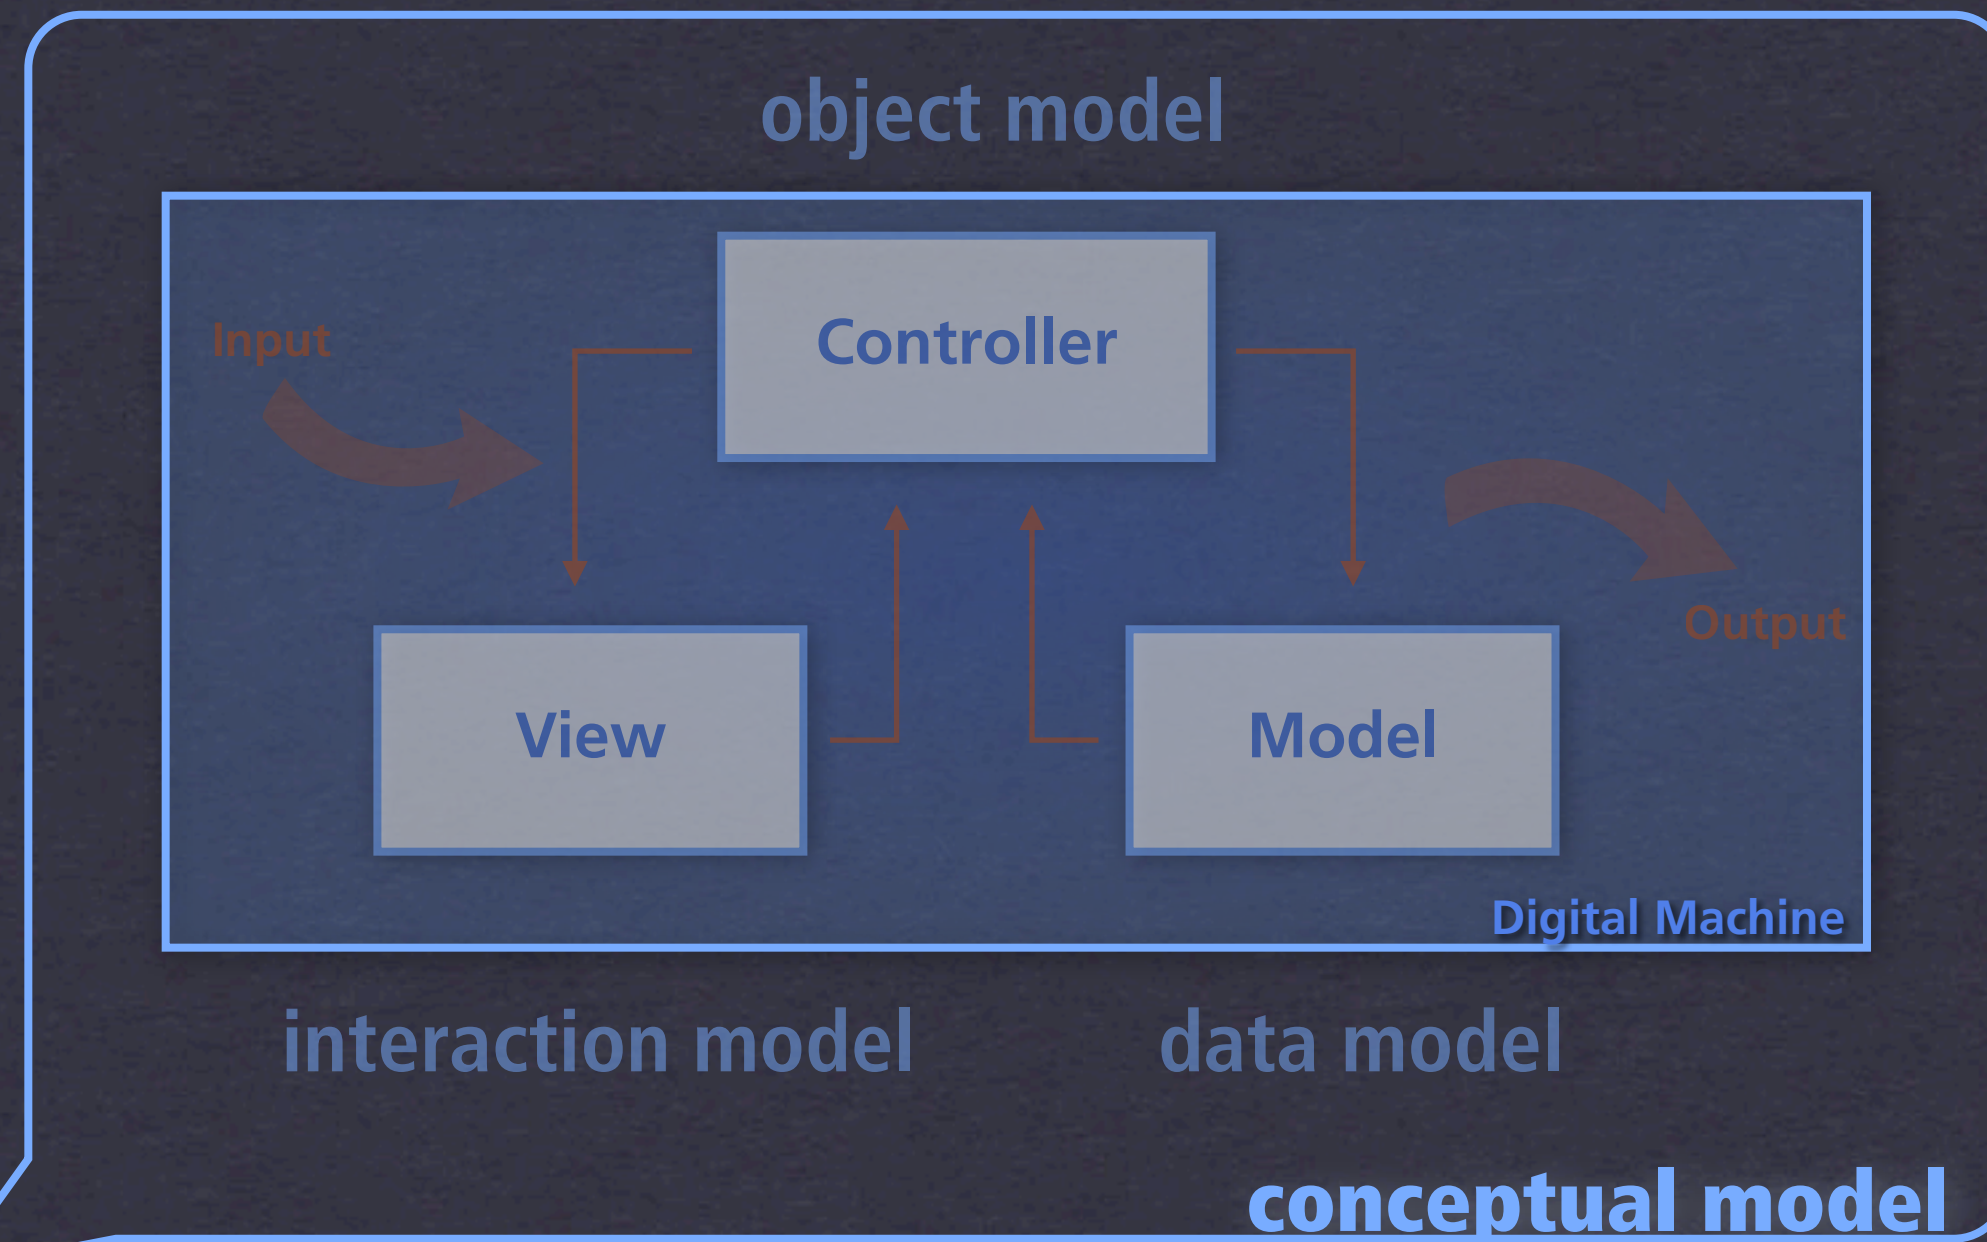 object model
Controller
Input
Output
View
Model
Digital Machine
interaction model
data model
conceptual model